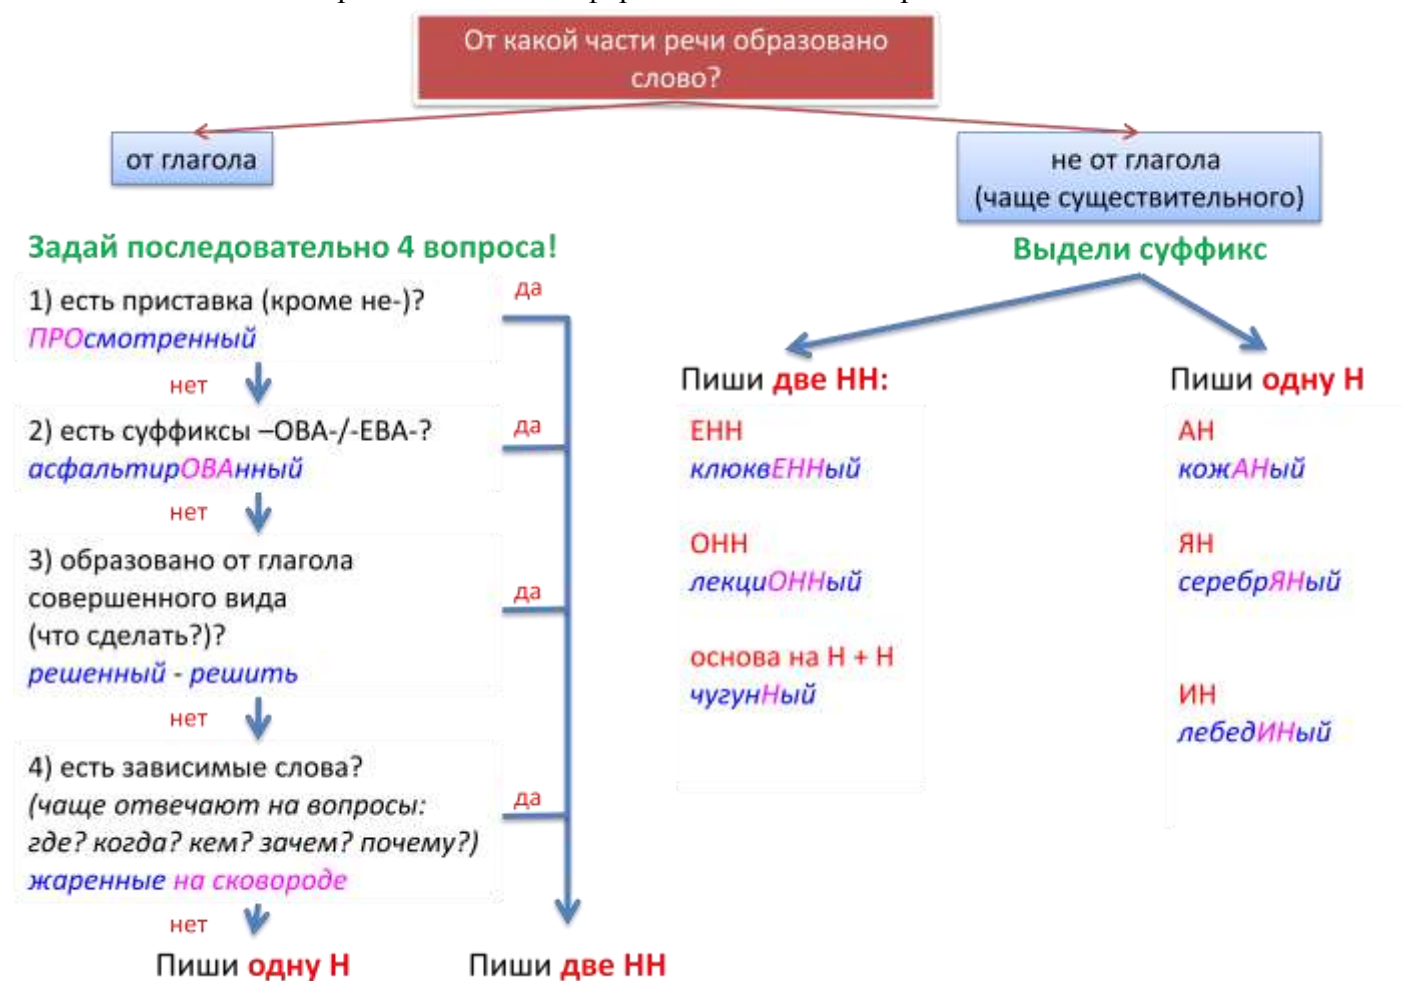 От какой части речи образовано
слово?
от глагола
не от глагола
(чаще существительного)
Задай последовательно 4 вопроса!
1) есть приставка (кроме не-)?
ПРОсмотренный
да
нет
2) есть суффиксы –ОВА-/-ЕВА-?
асфальтирОВАнный
да
нет
3) образовано от глагола
совершенного вида
(что сделать?)?
решенный - решить
да
нет
4) есть зависимые слова?
(чаще отвечают на вопросы:
где? когда? кем? зачем? почему?)
жаренные на сковороде
да
нет
Пиши одну Н
Пиши две НН
Выдели суффикс
Пиши две НН:
ЕНН
клюквЕННый
ОНН
лекциОННый
основа на Н + Н
чугунНый
Пиши одну Н
АН
кожАНый
ЯН
серебрЯНый
ИН
лебедИНый